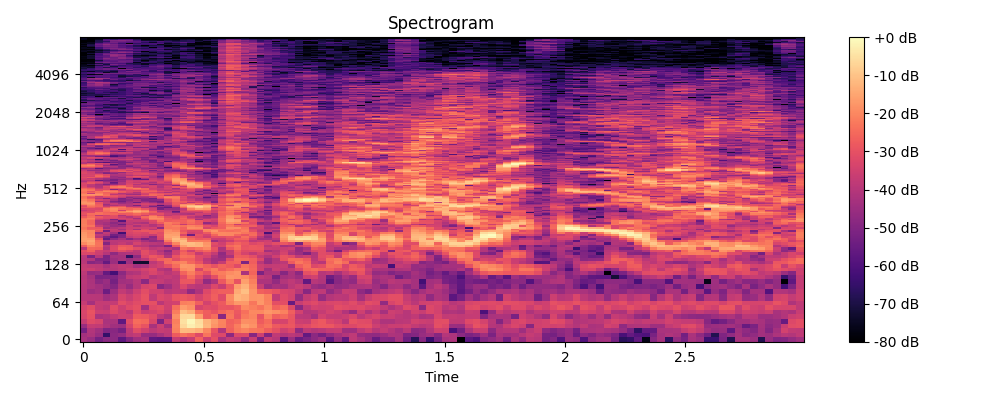 Spectrogram
+0 dB
4096
-10 dB
2048
-20 dB
1024
-30 dB
Hz
512
-40 dB
256
-50 dB
128
-60 dB
64
-70 dB
0
-80 dB
0 0.5 1 1.5 2 2.5
Time